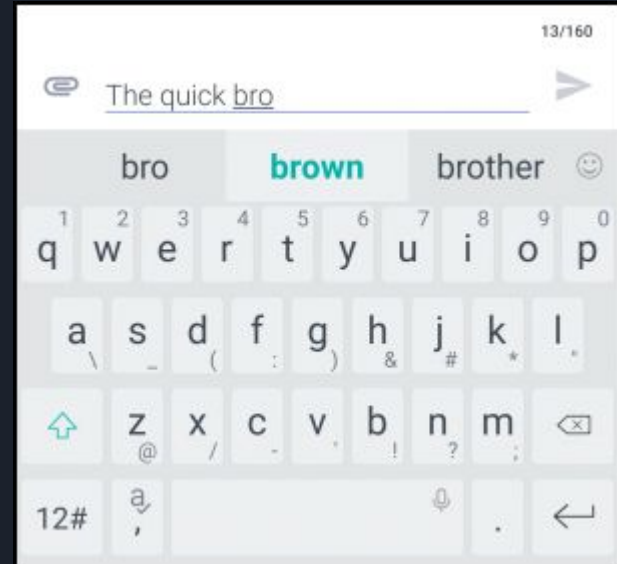 13/160
The quick bro
bro brown brother
1 2 3 4 5 6 7 8 9 0
q w e r t y u i o p
a s d f g h j k l
\ _ ( : ) & # *
z x c v b n m
@ / - ' ! ? ;
12# a , .